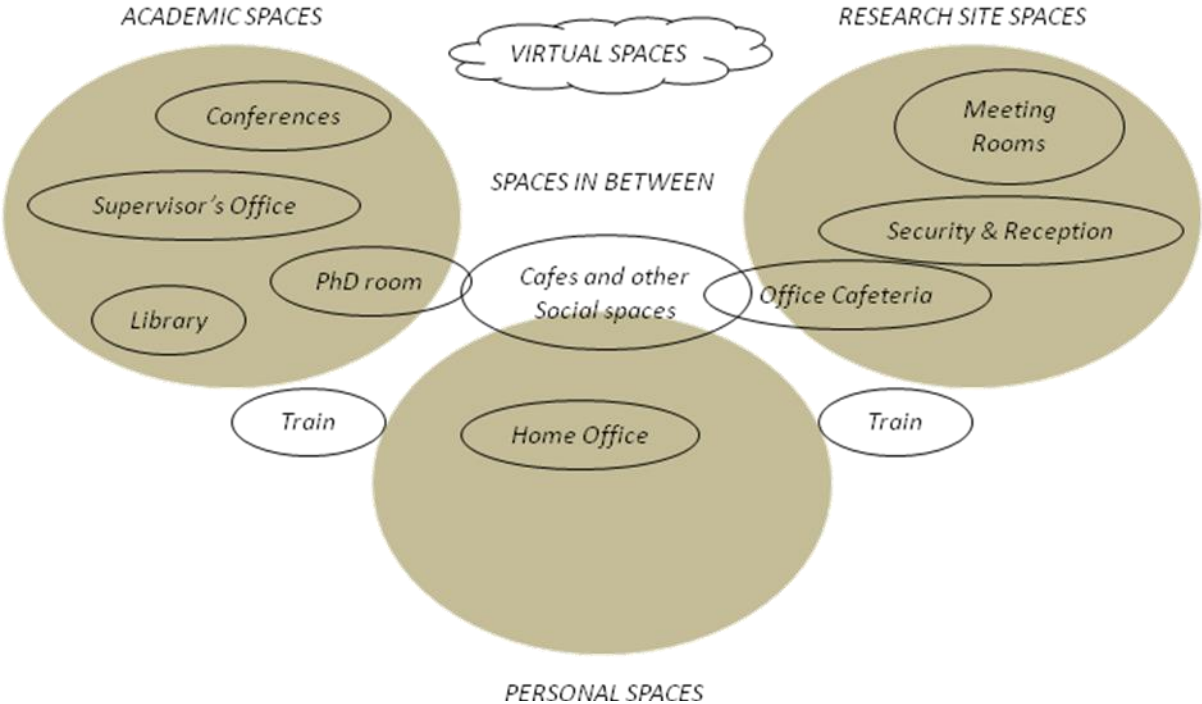 ACADEMIC SPACES
RESEARCH SITE SPACES
VIRTUAL SPACES
Conferences
Meeting
Rooms
SPACES IN BETWEEN
Supervisor’s Office
Security & Reception
PhD room
Cafes and other
Social spaces
Office Cafeteria
Library
Train
Home Office
Train
PERSONAL SPACES